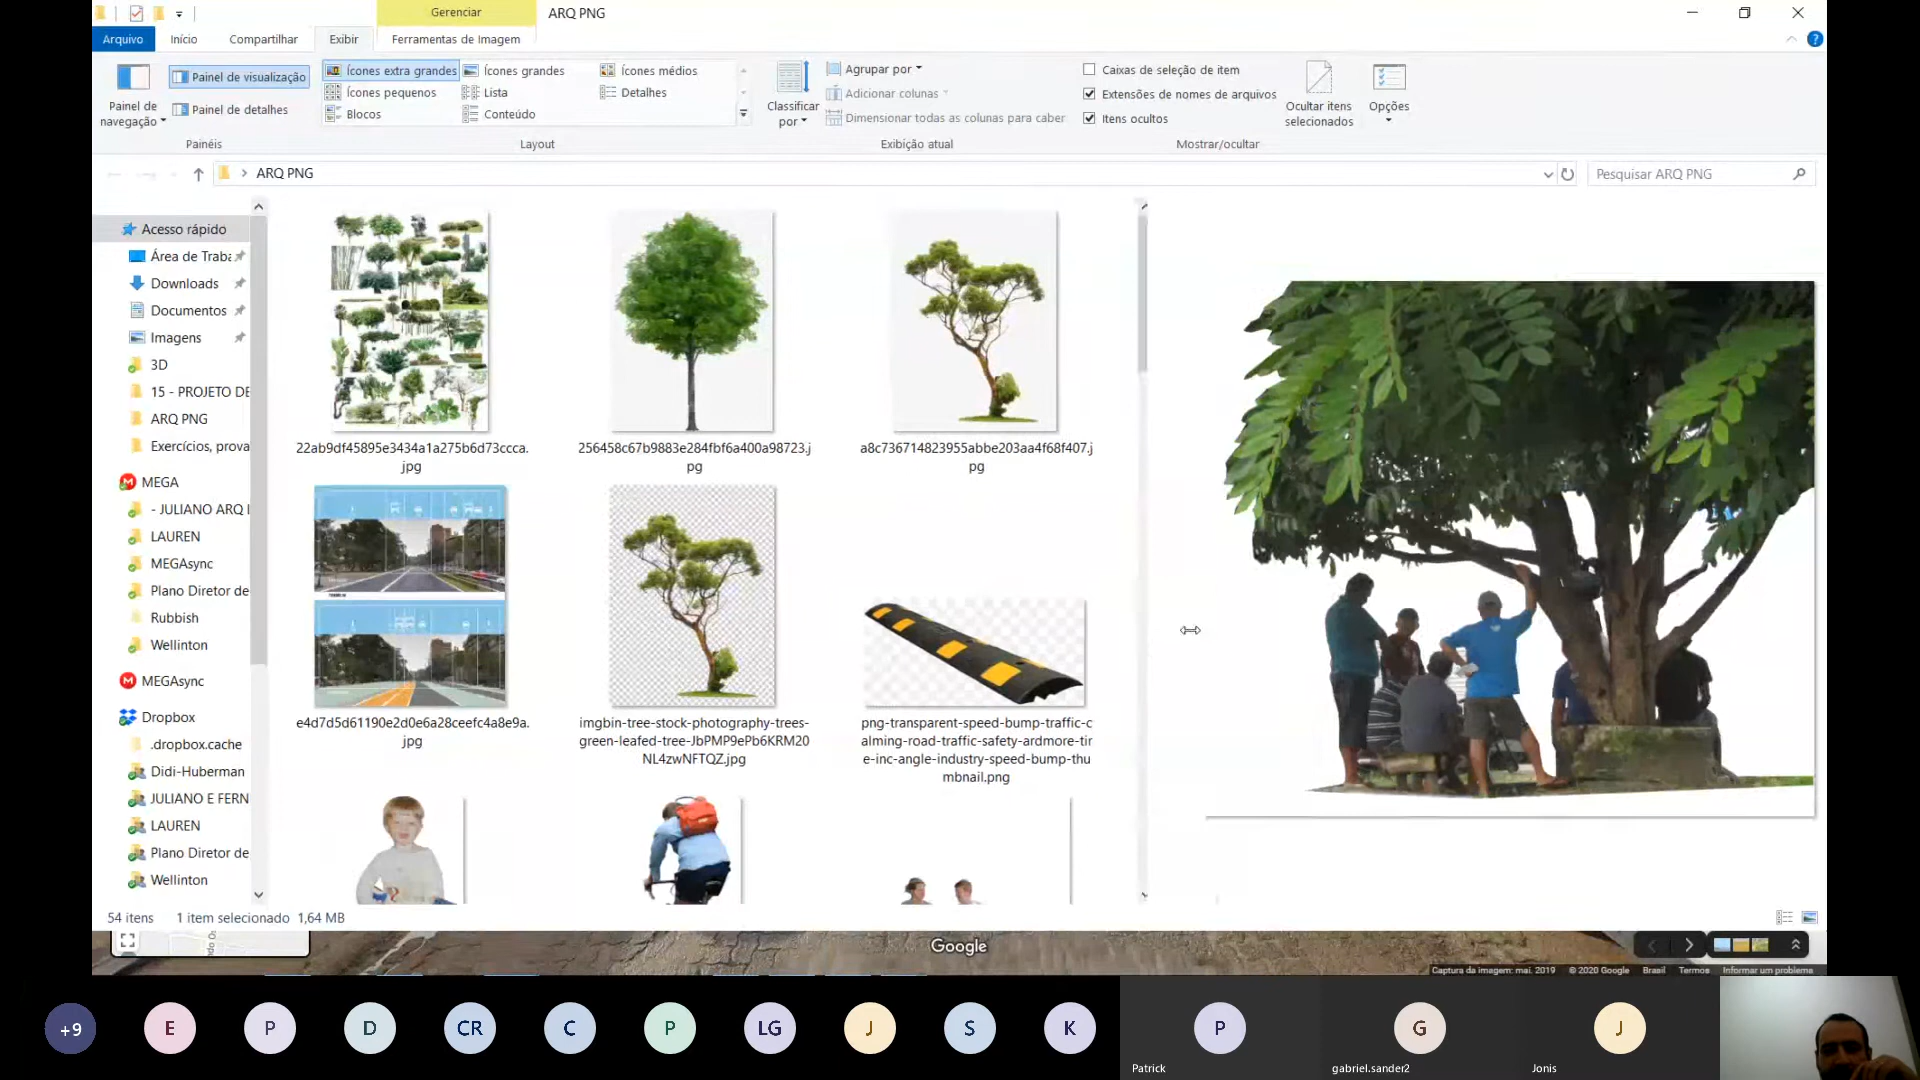 Gerenciar
ARQ PNG
Arquivo
Início
Compartilhar
Exibir
Ferramentas de Imagem
Painel de navegação
Painel de visualização
Painel de detalhes
Painéis
Ícones extra grandes
Ícones grandes
Ícones médios
Ícones pequenos
Lista
Detalhes
Blocos
Conteúdo
Layout
Classificar por
Agrupar por
Adicionar colunas
Dimensionar todas as colunas para caber
Exibição atual
Caixas de seleção de item
Extensões de nomes de arquivos
Itens ocultos
Ocultar itens selecionados
Mostrar/ocultar
Opções
ARQ PNG
Pesquisar ARQ PNG
Acesso rápido
Área de Traba
Downloads
Documentos
Imagens
3D
15 - PROJETO DE
ARQ PNG
Exercícios, prova
MEGA
- JULIANO ARQ I
LAUREN
MEGAsync
Plano Diretor de
Rubbish
Wellinton
MEGAsync
Dropbox
.dropbox.cache
Didi-Huberman
JULIANO E FERN
LAUREN
Plano Diretor de
Wellinton
22ab9df45895e3434a1a275b6d73ccca.
jpg
256458c67b9883e284fbf6a400a98723.j
pg
a8c736714823955abbe203aa4f68f407.j
pg
e4d7d5d61190e2d0e6a28ceefc4a8e9a.
jpg
imgbin-tree-stock-photography-trees-
green-leafed-tree-JbPMP9ePb6KRM20
NL4zwNFTQZ.jpg
png-transparent-speed-bump-traffic-c
alming-road-traffic-safety-ardmore-tir
e-inc-angle-industry-speed-bump-thu
mbnail.png
54 itens
1 item selecionado 1,64 MB
Google
Captura da imagem: mai. 2019
© 2020 Google
Brasil
Termos
Informar um problema
+9
E
P
D
CR
C
P
LG
J
S
K
P
G
J
Patrick
gabriel.sander2
Jonis